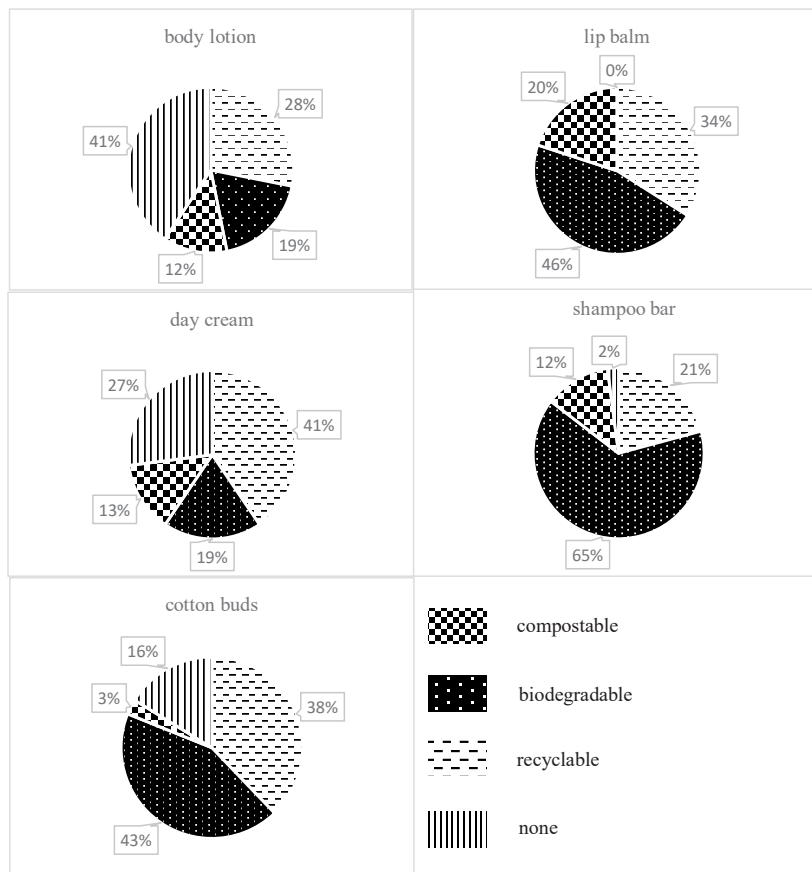 body lotion
28%
19%
12%
41%
lip balm
0%
34%
46%
20%
day cream
41%
19%
13%
27%
shampoo bar
2%
21%
65%
12%
cotton buds
38%
43%
3%
16%
compostable
biodegradable
recyclable
none